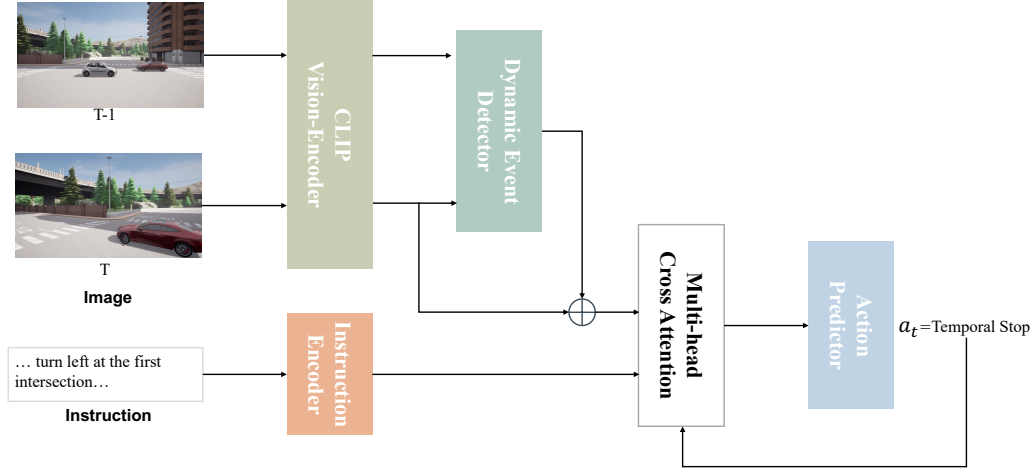 T-1
T
Image
… turn left at the first
intersection…
Instruction
CLIP
Vision-Encoder
Instruction
Encoder
Dynamic Event
Detector
Multi-head
Cross Attention
Action
Predictor
a_t=Temporal Stop